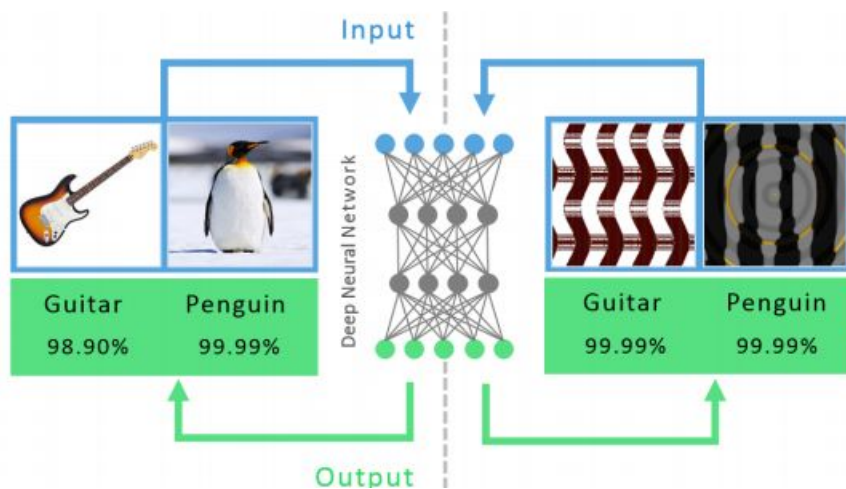 Input
Deep Neural Network
Guitar Penguin
98.90% 99.99%
Guitar Penguin
99.99% 99.99%
Output